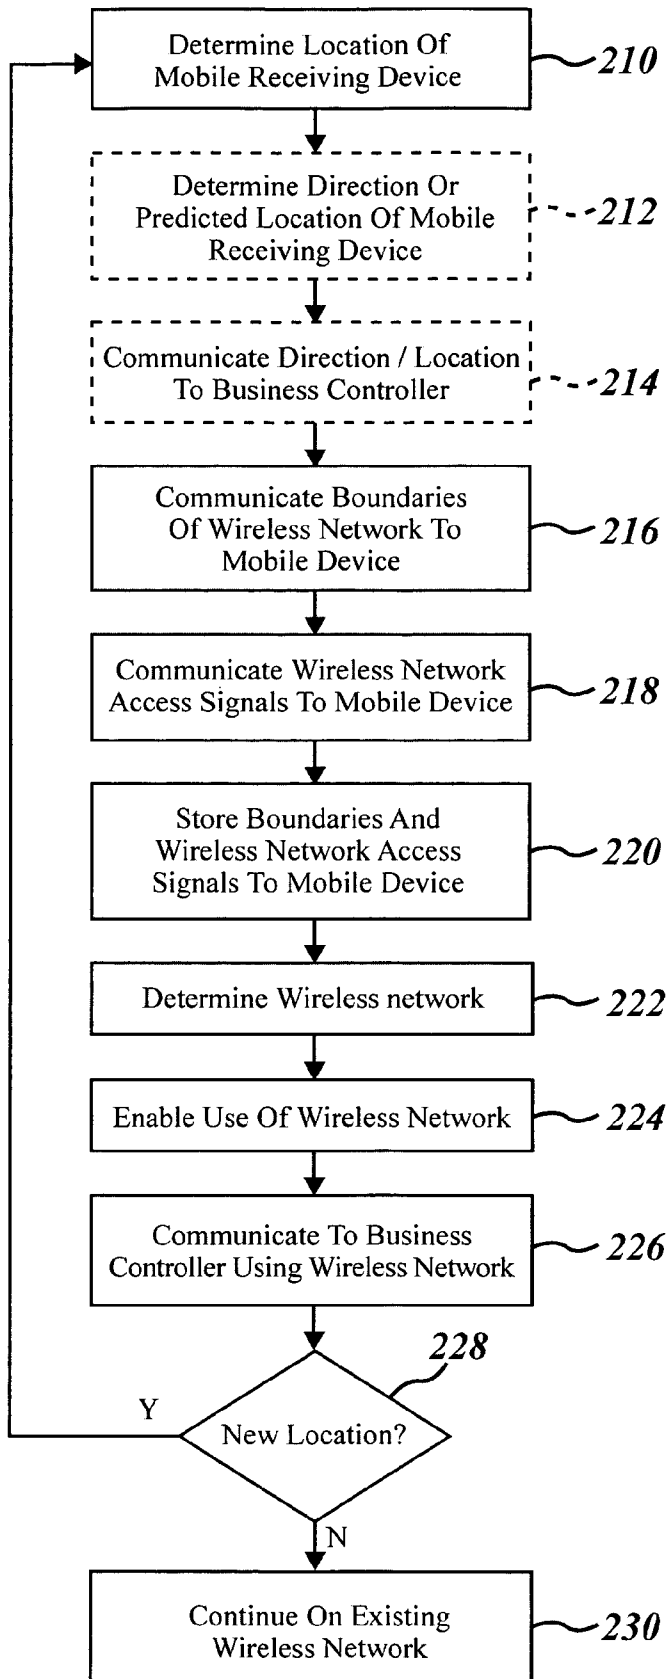 Determine Location Of
Mobile Receiving Device
210
Determine Direction Or
Predicted Location Of Mobile
Receiving Device
212
Communicate Direction / Location
To Business Controller
214
Communicate Boundaries
Of Wireless Network To
Mobile Device
216
Communicate Wireless Network
Access Signals To Mobile Device
218
Store Boundaries And
Wireless Network Access
Signals To Mobile Device
220
Determine Wireless network
222
Enable Use Of Wireless Network
224
Communicate To Business
Controller Using Wireless Network
226
228
Y
New Location?
N
Continue On Existing
Wireless Network
230